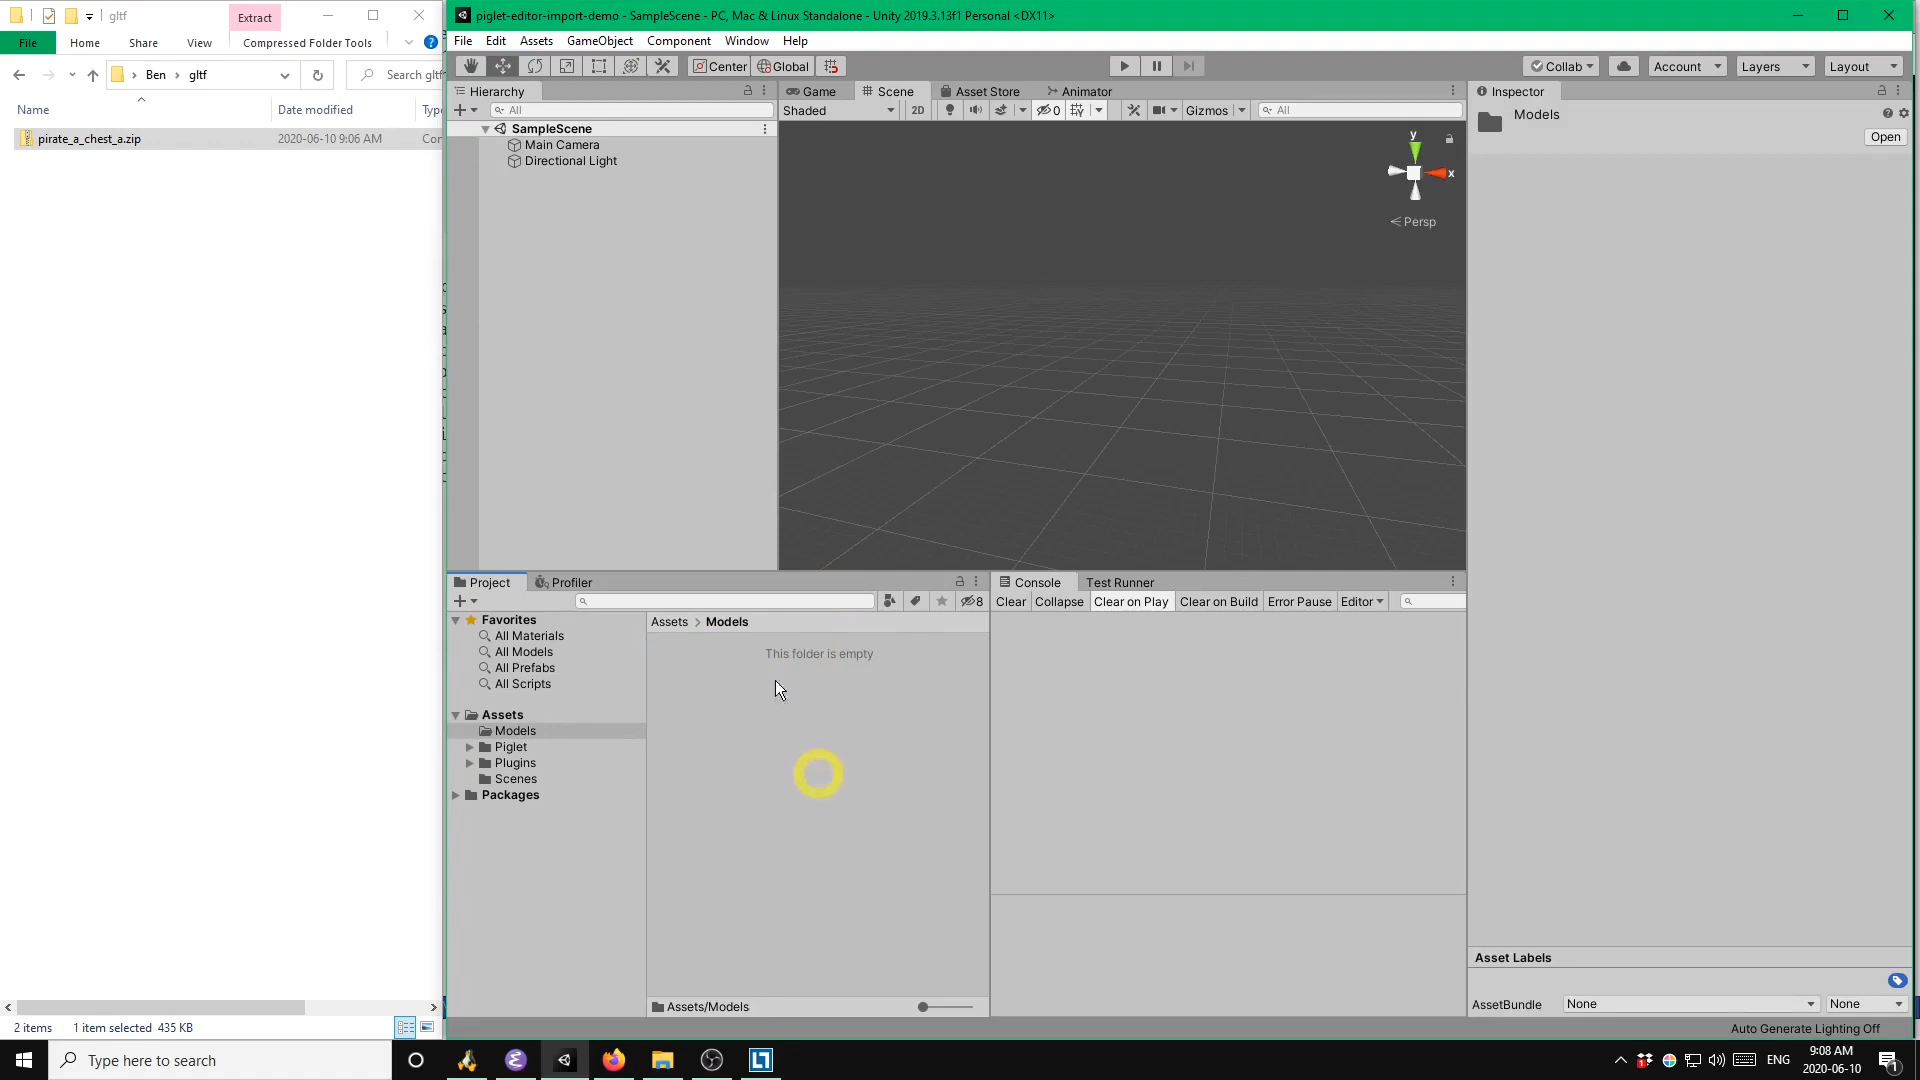 gltf
Extract
File
Home
Share
View
Compressed Folder Tools
Ben
gltf
Search gltf
Name
Date modified
pirate_a_chest_a.zip
2020-06-10 9:06 AM
2 items
1 item selected 435 KB
piglet-editor-import-demo - SampleScene - PC, Mac & Linux Standalone - Unity 2019.3.13f1 Personal <DX11>
File Edit Assets GameObject Component Window Help
Center
Global
Collab
Account
Layers
Layout
Hierarchy
All
SampleScene
Main Camera
Directional Light
Game
Scene
Asset Store
Animator
Shaded
2D
0
Gizmos
All
y
x
Persp
Inspector
Models
Open
Project
Profiler
8
Favorites
All Materials
All Models
All Prefabs
All Scripts
Assets
Models
Piglet
Plugins
Scenes
Packages
Assets > Models
This folder is empty
Assets/Models
Console
Test Runner
Clear
Collapse
Clear on Play
Clear on Build
Error Pause
Editor
Asset Labels
AssetBundle
None
None
Auto Generate Lighting Off
Type here to search
ENG
9:08 AM
2020-06-10
1